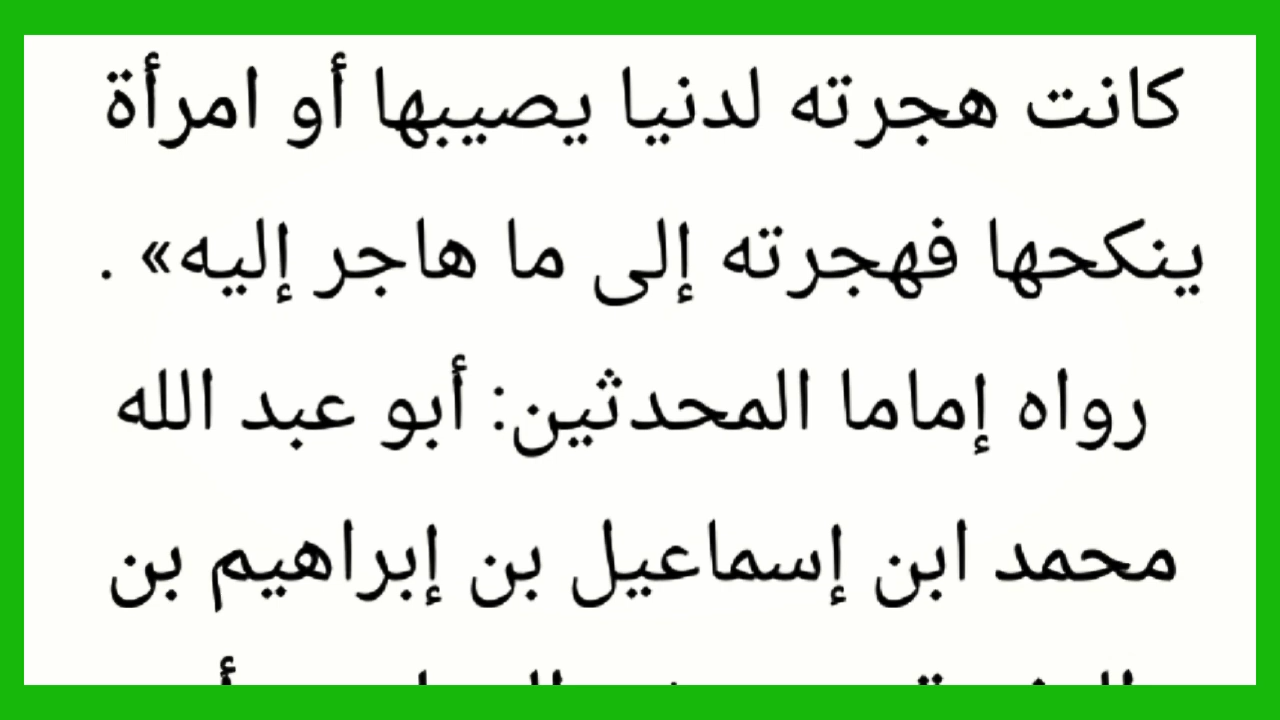 كانت هجرته لدنيا يصيبها أو امرأة
ينكحها فهجرته إلى ما هاجر إليه» .
رواه إماما المحدثين: أبو عبد الله
محمد ابن إسماعيل بن إبراهيم بن